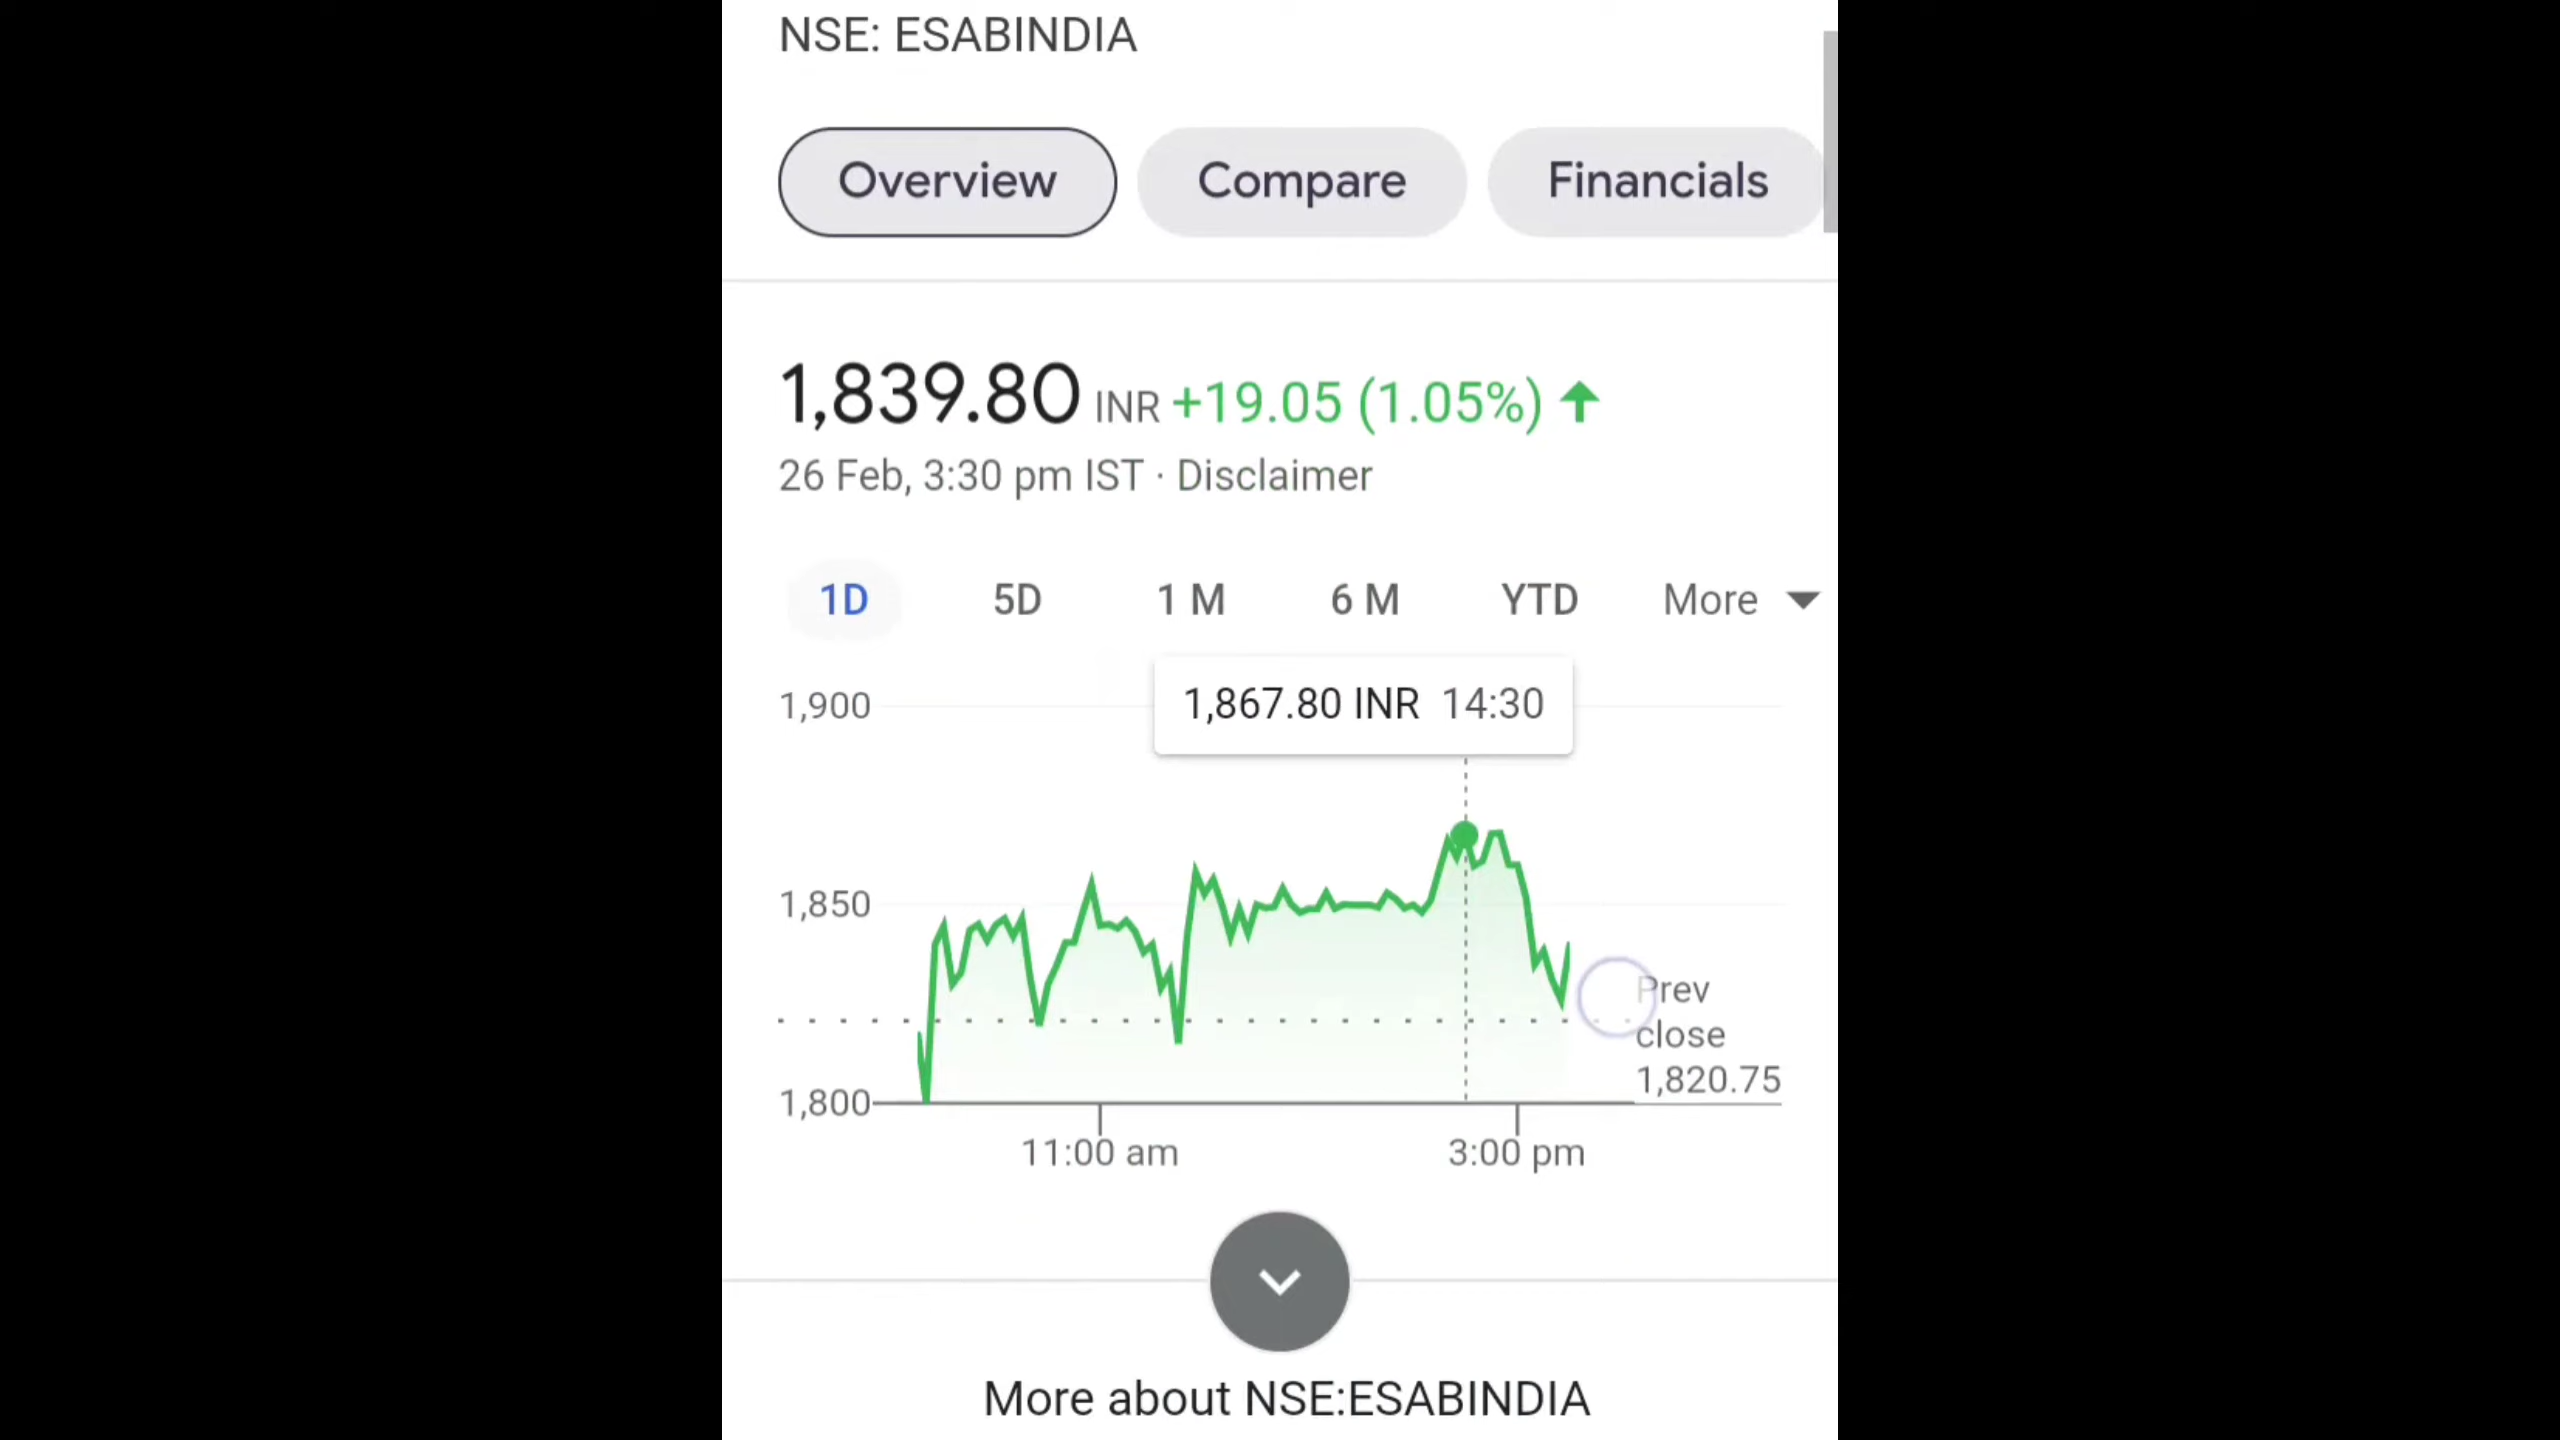 NSE: ESABINDIA
Overview Compare Financials
1,839.80 INR +19.05 (1.05%)
26 Feb, 3:30 pm IST · Disclaimer
1D 5D 1 M 6 M YTD More
1,867.80 INR 14:30
1,900
1,850
1,800
Prev
close
1,820.75
11:00 am 3:00 pm
More about NSE:ESABINDIA